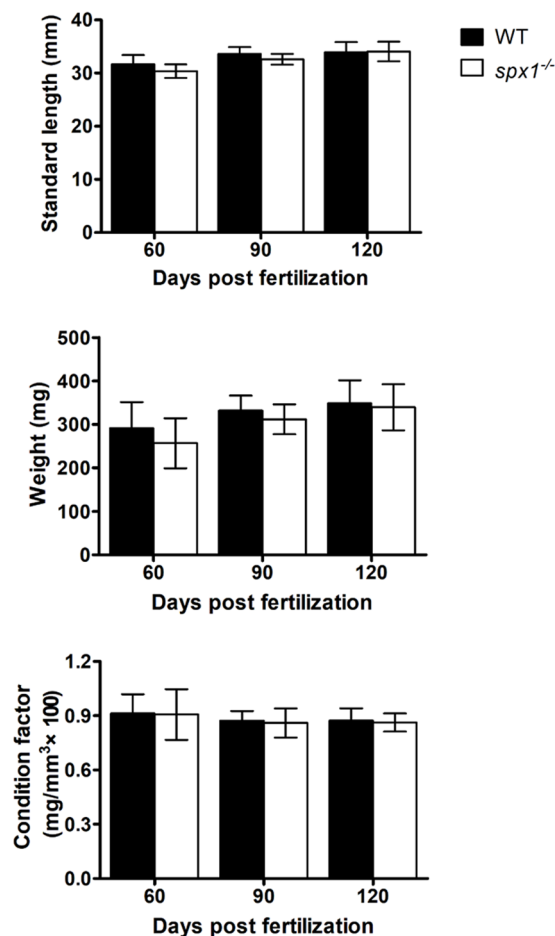 40
30
20
10
0
Standard length (mm)
60 90 120
Days post fertilization
WT
spx1-/-
500
400
300
200
100
0
Weight (mg)
60 90 120
Days post fertilization
1.2
0.9
0.6
0.3
0.0
Condition factor
(mg/mm³× 100)
60 90 120
Days post fertilization